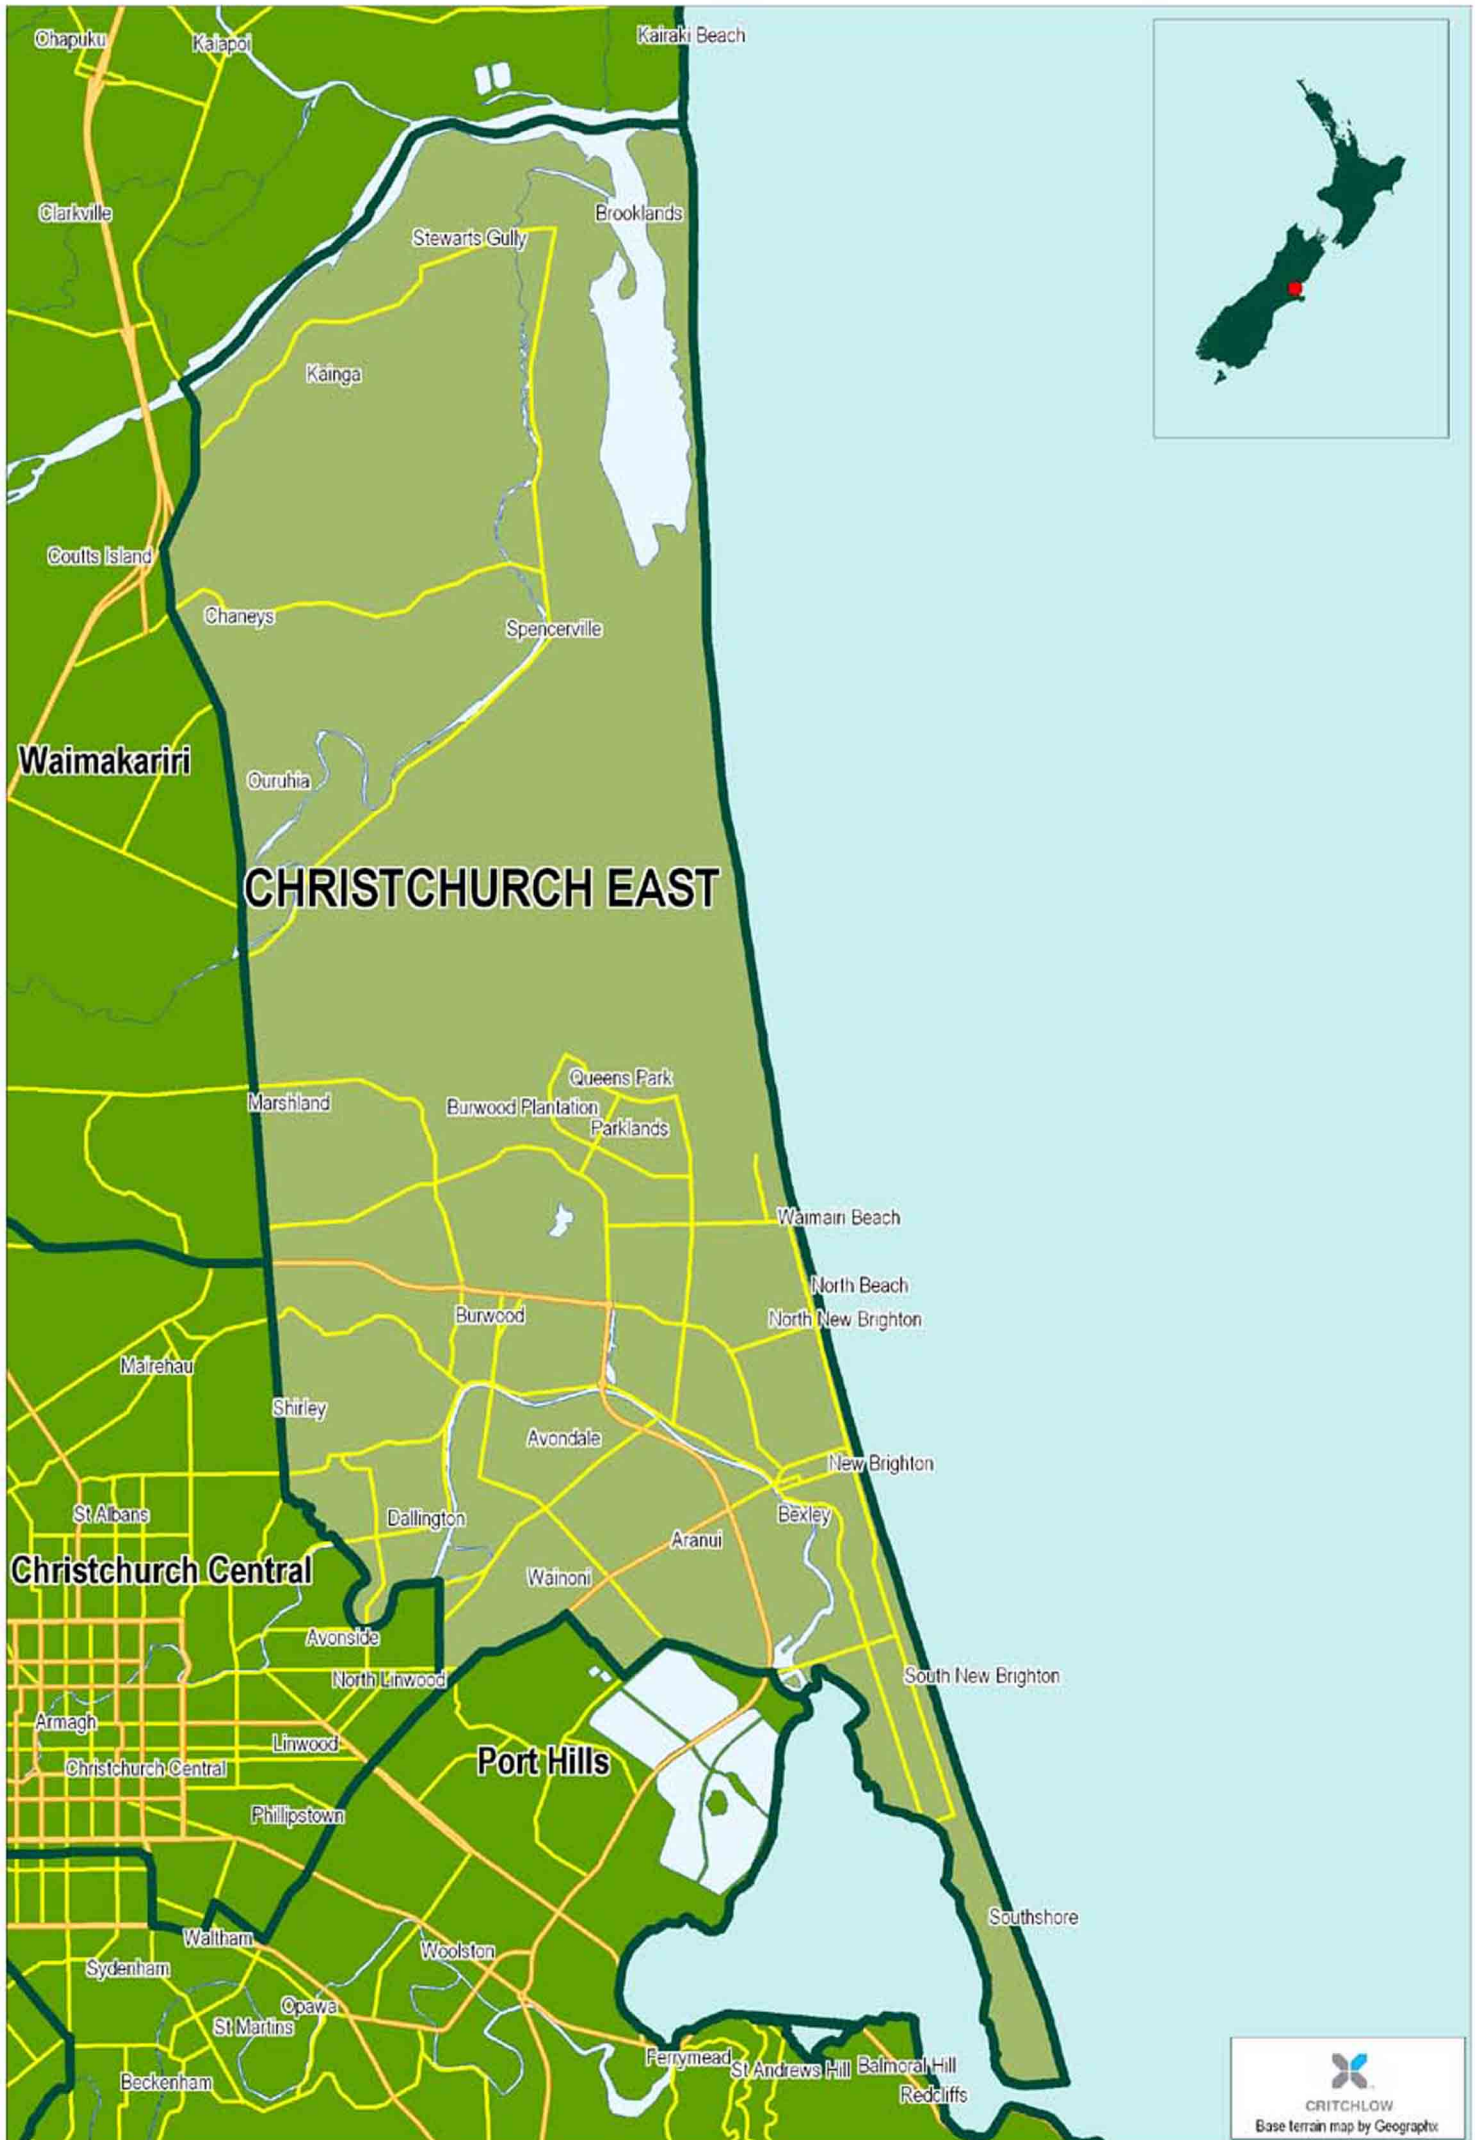 Ohapuku
Kaiapoi
Kairaki Beach
Clarkville
Brooklands
Stewarts Gully
Kainga
Coutts Island
Chaneys
Spencerville
Waimakariri
Ouruhia
CHRISTCHURCH EAST
Queens Park
Marshland
Burwood Plantation
Parklands
Waimairi Beach
North Beach
Burwood
North New Brighton
Mairehau
Shirley
Avondale
New Brighton
St Albans
Dallington
Bexley
Aranui
Christchurch Central
Wainoni
Avonside
North Linwood
South New Brighton
Armagh
Linwood
Port Hills
Christchurch Central
Phillipstown
Southshore
Waltham
Woolston
Sydenham
Opawa
St Martins
Ferrymead
St Andrews Hill
Balmoral Hill
Beckenham
Redcliffs
CRITCHLOW
Base terrain map by Geographx